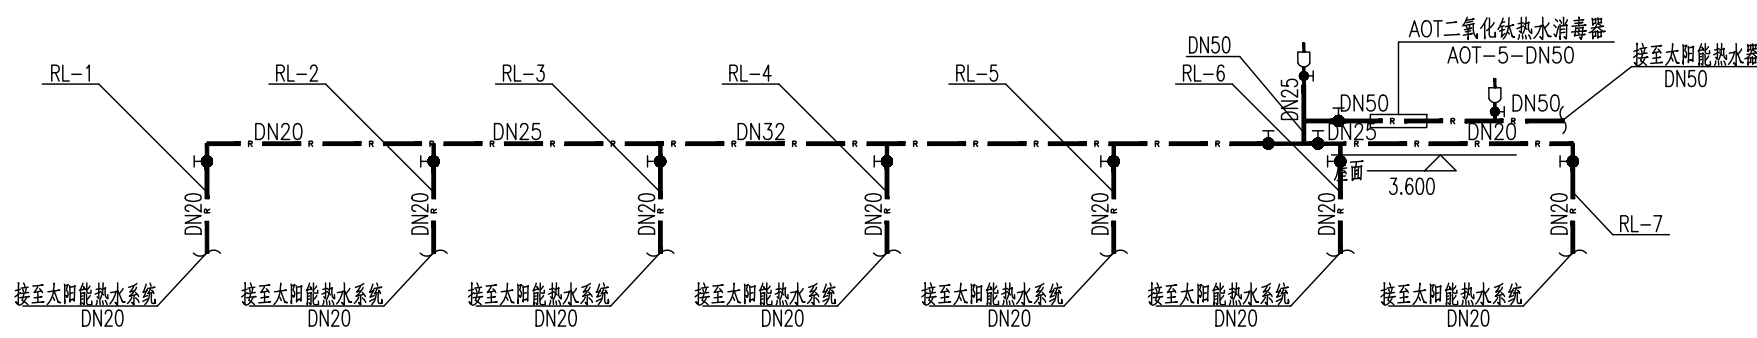 RL-1
RL-2
RL-3
RL-4
RL-5
DN50
RL-6
AOT二氧化钛热水消毒器
AOT-5-DN50
接至太阳能热水器
DN50
DN25
DN50
DN50
DN20
DN25
DN32
DN25
DN20
R R R R R R R R R R R R R R R R R R R
屋面
3.600
DN20
DN20
DN20
DN20
DN20
DN20
DN20
RL-7
接至太阳能热水系统
DN20
接至太阳能热水系统
DN20
接至太阳能热水系统
DN20
接至太阳能热水系统
DN20
接至太阳能热水系统
DN20
接至太阳能热水系统
DN20
接至太阳能热水系统
DN20